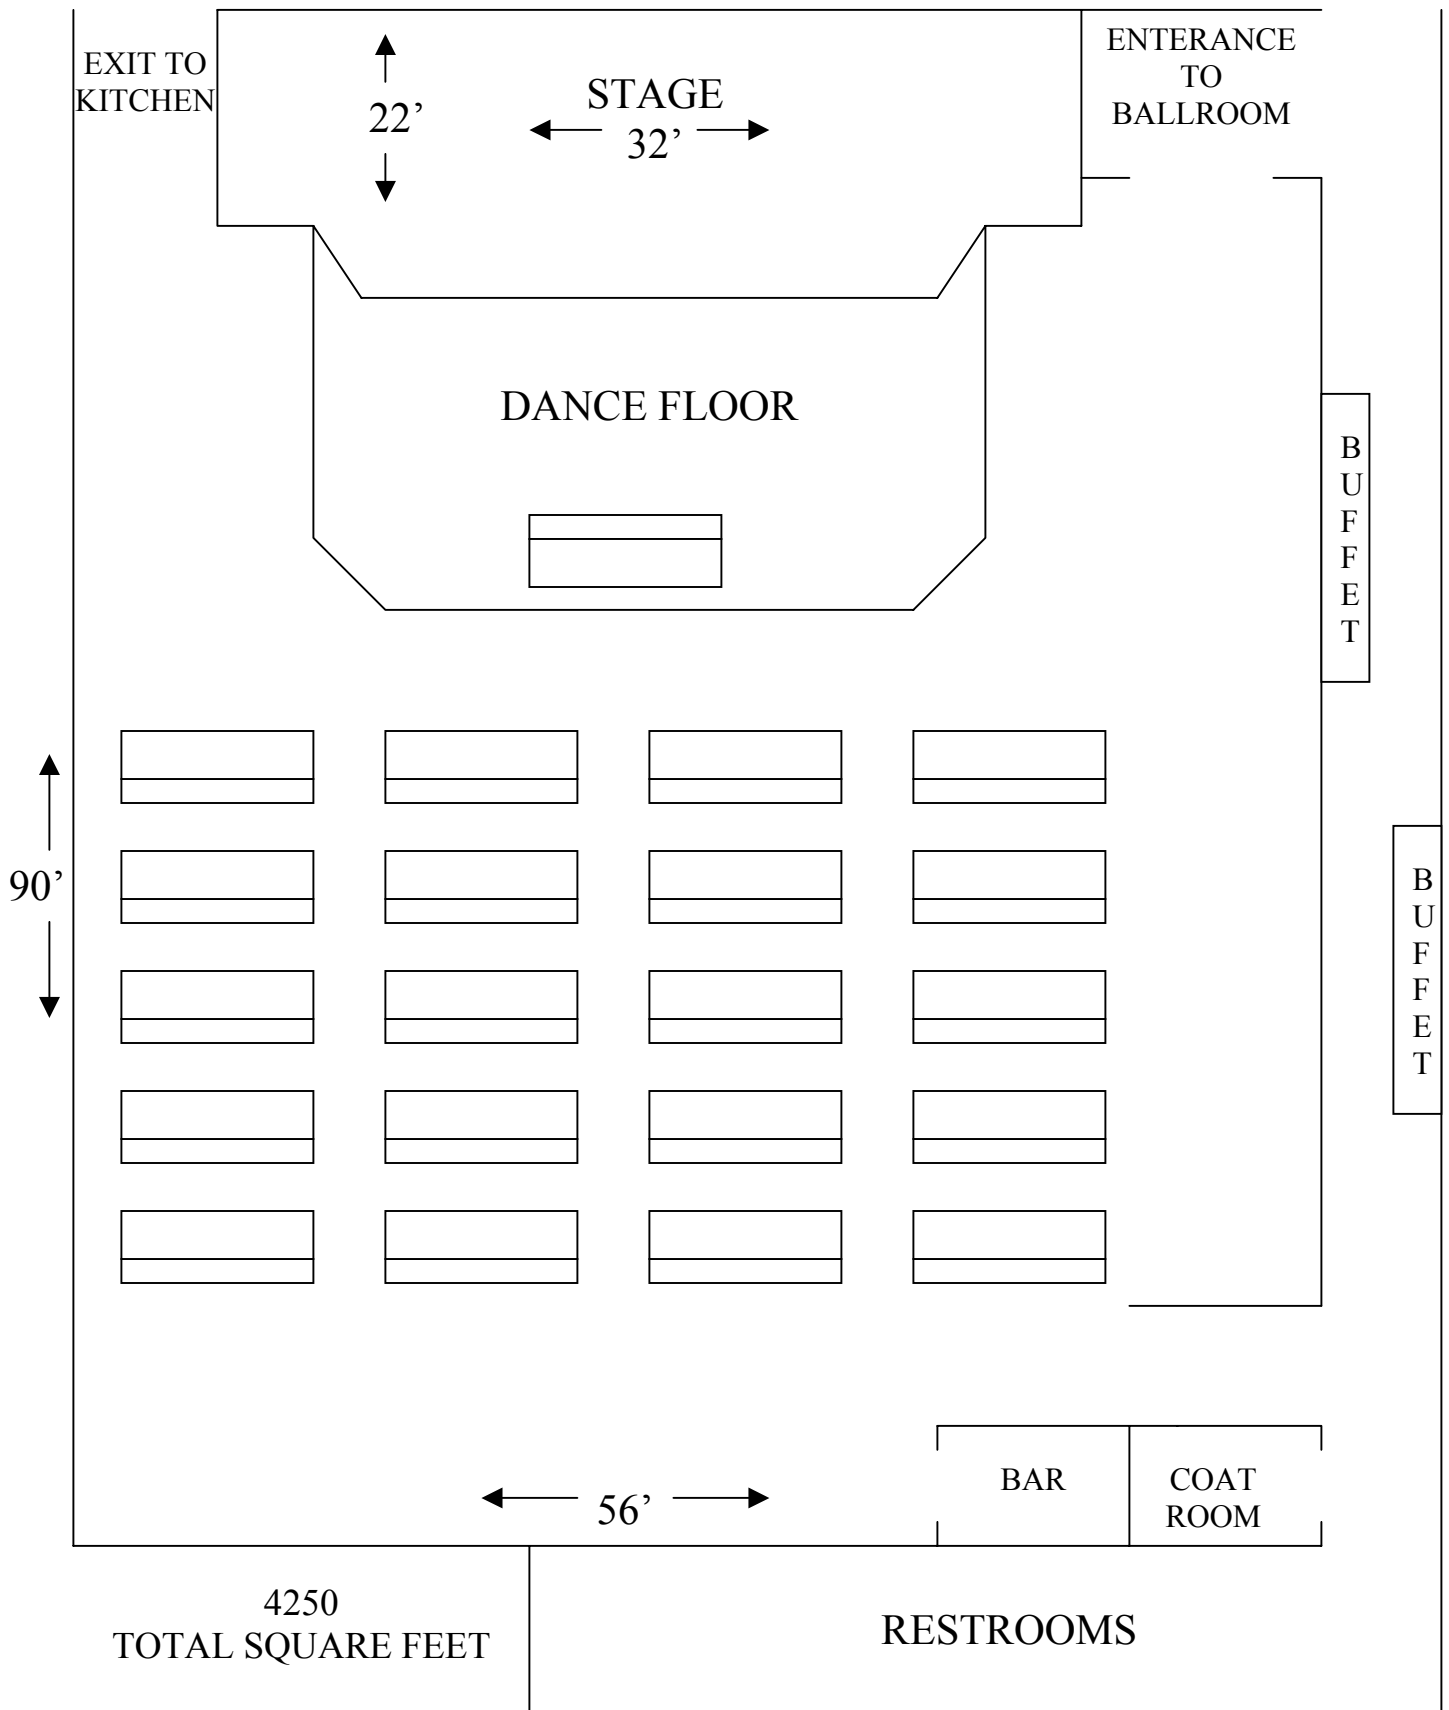 EXIT TO
KITCHEN
22’
STAGE
32’
ENTERANCE
TO
BALLROOM
DANCE FLOOR
B
U
F
F
E
T
90’
B
U
F
F
E
T
56’
BAR
COAT
ROOM
4250
TOTAL SQUARE FEET
RESTROOMS